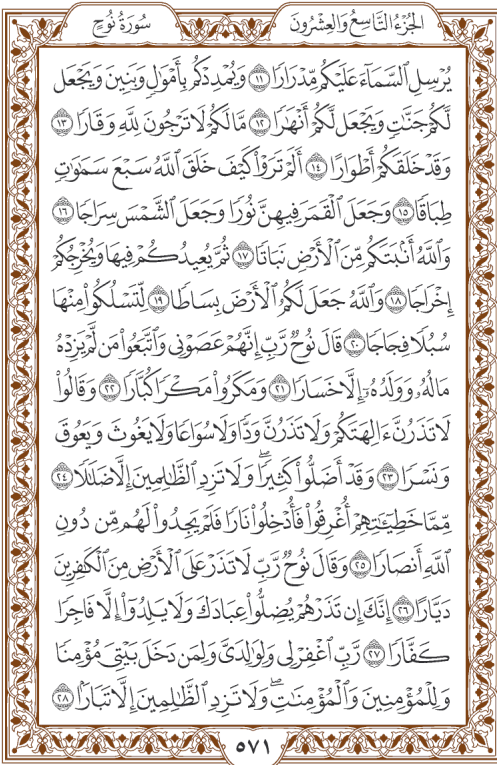 الجُزْءُ التَّاسِعُ وَالعِشْرُونَ
سُورَةُ نُوحٍ
يُرْسِلِ ٱلسَّمَآءَ عَلَيْكُم مِّدْرَارًا ١١ وَيُمْدِدْكُم بِأَمْوَٰلٍ وَبَنِينَ وَيَجْعَل
لَّكُمْ جَنَّٰتٍ وَيَجْعَل لَّكُمْ أَنْهَٰرًا ١٢ مَّا لَكُمْ لَا تَرْجُونَ لِلَّهِ وَقَارًا ١٣
وَقَدْ خَلَقَكُمْ أَطْوَارًا ١٤ أَلَمْ تَرَوْا۟ كَيْفَ خَلَقَ ٱللَّهُ سَبْعَ سَمَٰوَٰتٍ
طِبَاقًا ١٥ وَجَعَلَ ٱلْقَمَرَ فِيهِنَّ نُورًا وَجَعَلَ ٱلشَّمْسَ سِرَاجًا ١٦
وَٱللَّهُ أَنۢبَتَكُم مِّنَ ٱلْأَرْضِ نَبَاتًا ١٧ ثُمَّ يُعِيدُكُمْ فِيهَا وَيُخْرِجُكُمْ
إِخْرَاجًا ١٨ وَٱللَّهُ جَعَلَ لَكُمُ ٱلْأَرْضَ بِسَاطًا ١٩ لِّتَسْلُكُوا۟ مِنْهَا
سُبُلًا فِجَاجًا ٢٠ قَالَ نُوحٌ رَّبِّ إِنَّهُمْ عَصَوْنِى وَٱتَّبَعُوا۟ مَن لَّمْ يَزِدْهُ
مَالُهُۥ وَوَلَدُهُۥٓ إِلَّا خَسَارًا ٢١ وَمَكَرُوا۟ مَكْرًا كُبَّارًا ٢٢ وَقَالُوا۟
لَا تَذَرُنَّ ءَالِهَتَكُمْ وَلَا تَذَرُنَّ وَدًّا وَلَا سُوَاعًا وَلَا يَغُوثَ وَيَعُوقَ
وَنَسْرًا ٢٣ وَقَدْ أَضَلُّوا۟ كَثِيرًا ۖ وَلَا تَزِدِ ٱلظَّٰلِمِينَ إِلَّا ضَلَٰلًا ٢٤
مِّمَّا خَطِيٓـَٰٔتِهِمْ أُغْرِقُوا۟ فَأُدْخِلُوا۟ نَارًا فَلَمْ يَجِدُوا۟ لَهُم مِّن دُونِ
ٱللَّهِ أَنصَارًا ٢٥ وَقَالَ نُوحٌ رَّبِّ لَا تَذَرْ عَلَى ٱلْأَرْضِ مِنَ ٱلْكَٰفِرِينَ
دَيَّارًا ٢٦ إِنَّكَ إِن تَذَرْهُمْ يُضِلُّوا۟ عِبَادَكَ وَلَا يَلِدُوٓا۟ إِلَّا فَاجِرًا
كَفَّارًا ٢٧ رَّبِّ ٱغْفِرْ لِى وَلِوَٰلِدَىَّ وَلِمَن دَخَلَ بَيْتِىَ مُؤْمِنًا
وَلِلْمُؤْمِنِينَ وَٱلْمُؤْمِنَٰتِ ۖ وَلَا تَزِدِ ٱلظَّٰلِمِينَ إِلَّا تَبَارًۢا ٢٨
٥٧١